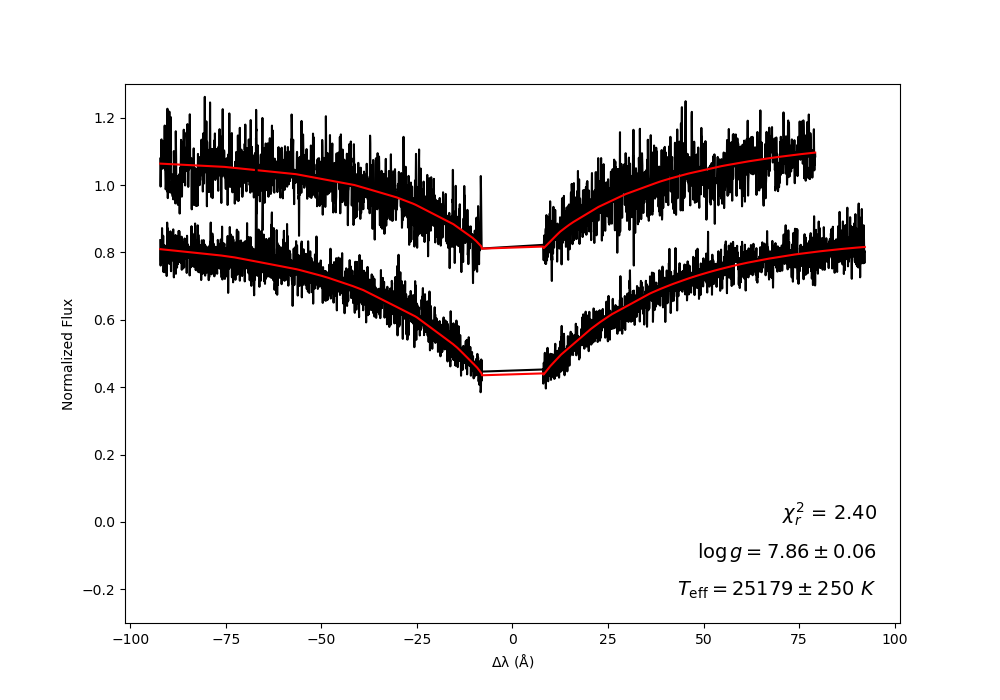 1.2
1.0
0.8
0.6
0.4
0.2
0.0
−0.2
Normalized Flux
χ²ᵣ = 2.40
log g = 7.86 ± 0.06
T_eff = 25179 ± 250 K
−100 −75 −50 −25 0 25 50 75 100
Δλ (Å)